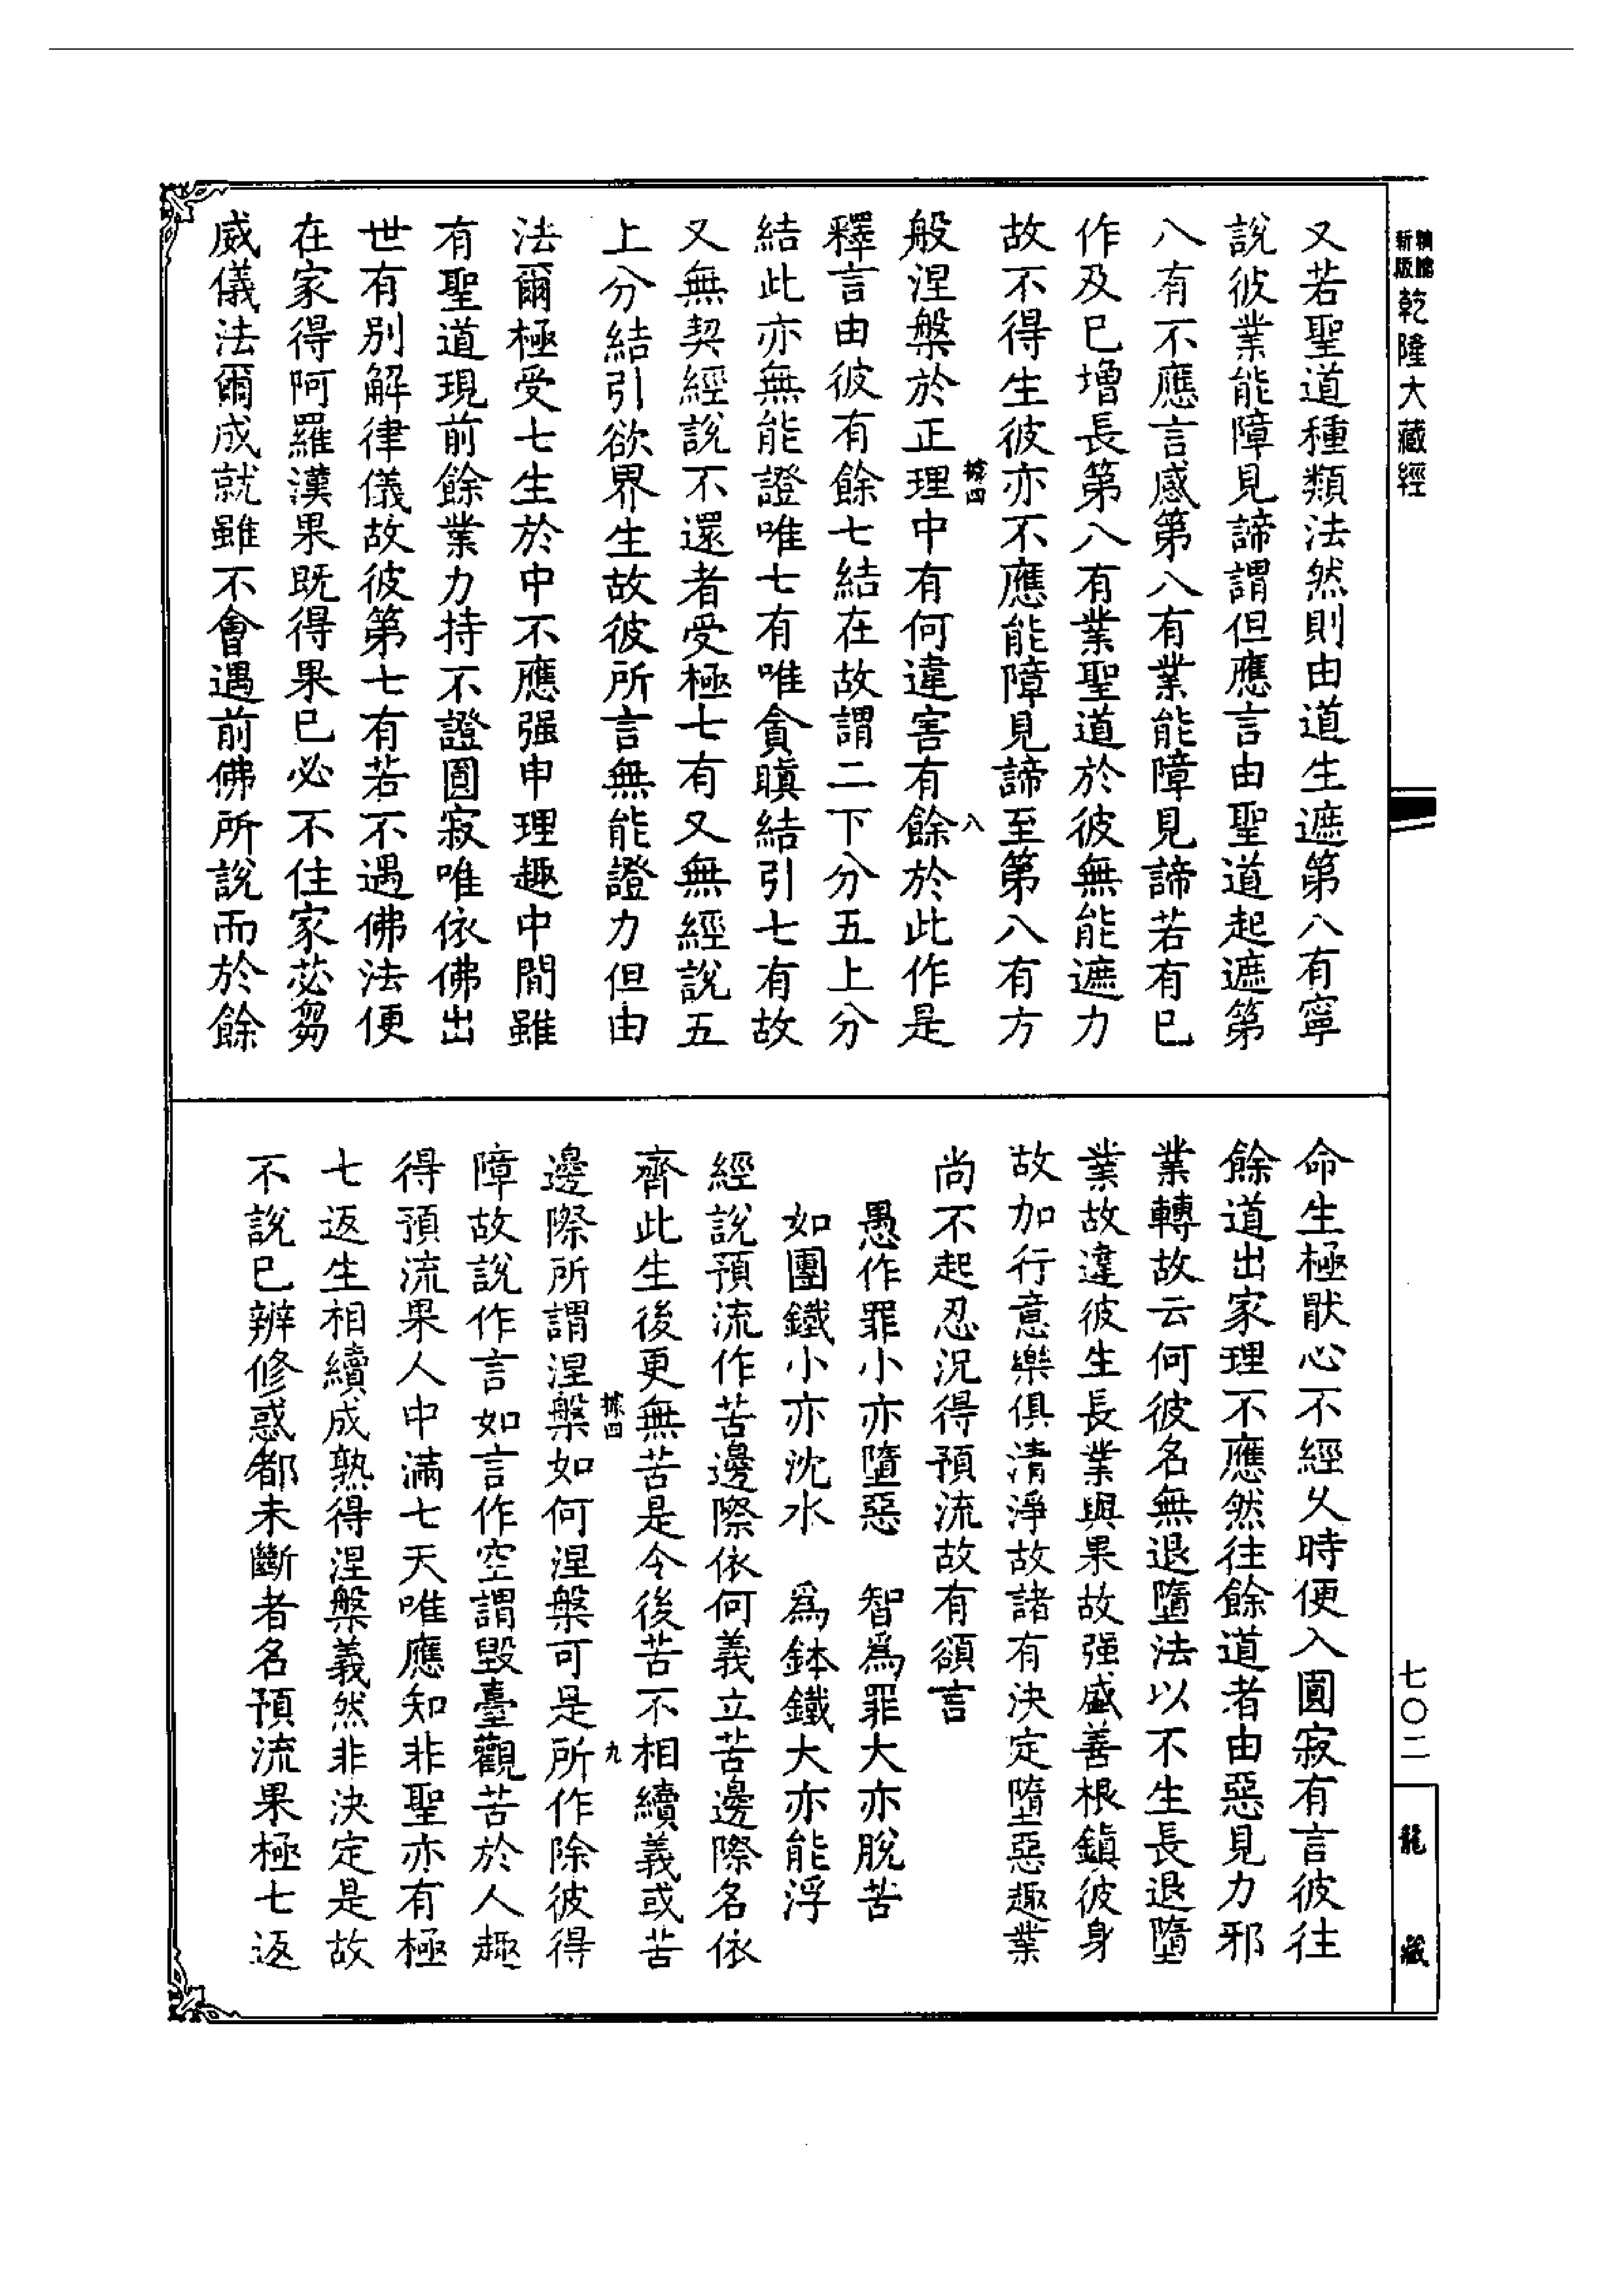 新版精縮乾隆大藏經
七〇二
龍藏
又若聖道種類法然則由道生遮第八有寧
說彼業能障見諦謂但應言由聖道起遮第
八有不應言感第八有業能障見諦若有已
作及已增長第八有業聖道於彼無能遮力
故不得生彼亦不應能障見諦至第八有方
據四
八
般涅槃於正理中有何違害有餘於此作是
釋言由彼有餘七結在故謂二下分五上分
結此亦無能證唯七有唯貪瞋結引七有故
又無契經說不還者受極七有又無經說五
上分結引欲界生故彼所言無能證力但由
法爾極受七生於中不應强申理趣中間雖
有聖道現前餘業力持不證圓寂唯依佛出
世有別解律儀故彼第七有若不遇佛法便
在家得阿羅漢果既得果已必不住家苾芻
威儀法爾成就雖不會遇前佛所說而於餘
命生極猒心不經乆時便入圓寂有言彼往
餘道出家理不應然往餘道者由惡見力邪
業轉故云何彼名無退墮法以不生長退墮
業故違彼生長業與果故强盛善根鎮彼身
故加行意樂俱清淨故諸有決定墮惡趣業
尚不起忍況得預流故有頌言
愚作罪小亦墮惡　智爲罪大亦脫苦
如團鐵小亦沈水　爲鉢鐵大亦能浮
經說預流作苦邊際依何義立苦邊際名依
齊此生後更無苦是令後苦不相續義或苦
據四
九
邊際所謂涅槃如何涅槃可是所作除彼得
障故說作言如言作空謂毀臺觀苦於人趣
得預流果人中滿七天唯應知非聖亦有極
七返生相續成熟得涅槃義然非決定是故
不說已辨修惑都未斷者名預流果極七返